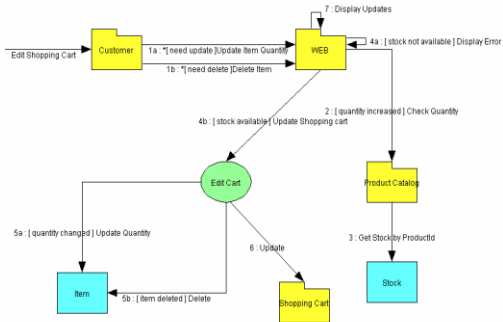 7 : Display Updates
4a : [ stock not available ] Display Error
Edit Shopping Cart
Customer
1a : *[ need update ]Update Item Quantity
WEB
1b : *[ need delete ]Delete Item
2 : [ quantity increased ] Check Quantity
4b : [ stock available ] Update Shopping cart
Edit Cart
Product Catalog
5a : [ quantity changed ] Update Quantity
3 : Get Stock by ProductId
6 : Update
Item
5b : [ item deleted ] Delete
Stock
Shopping Cart